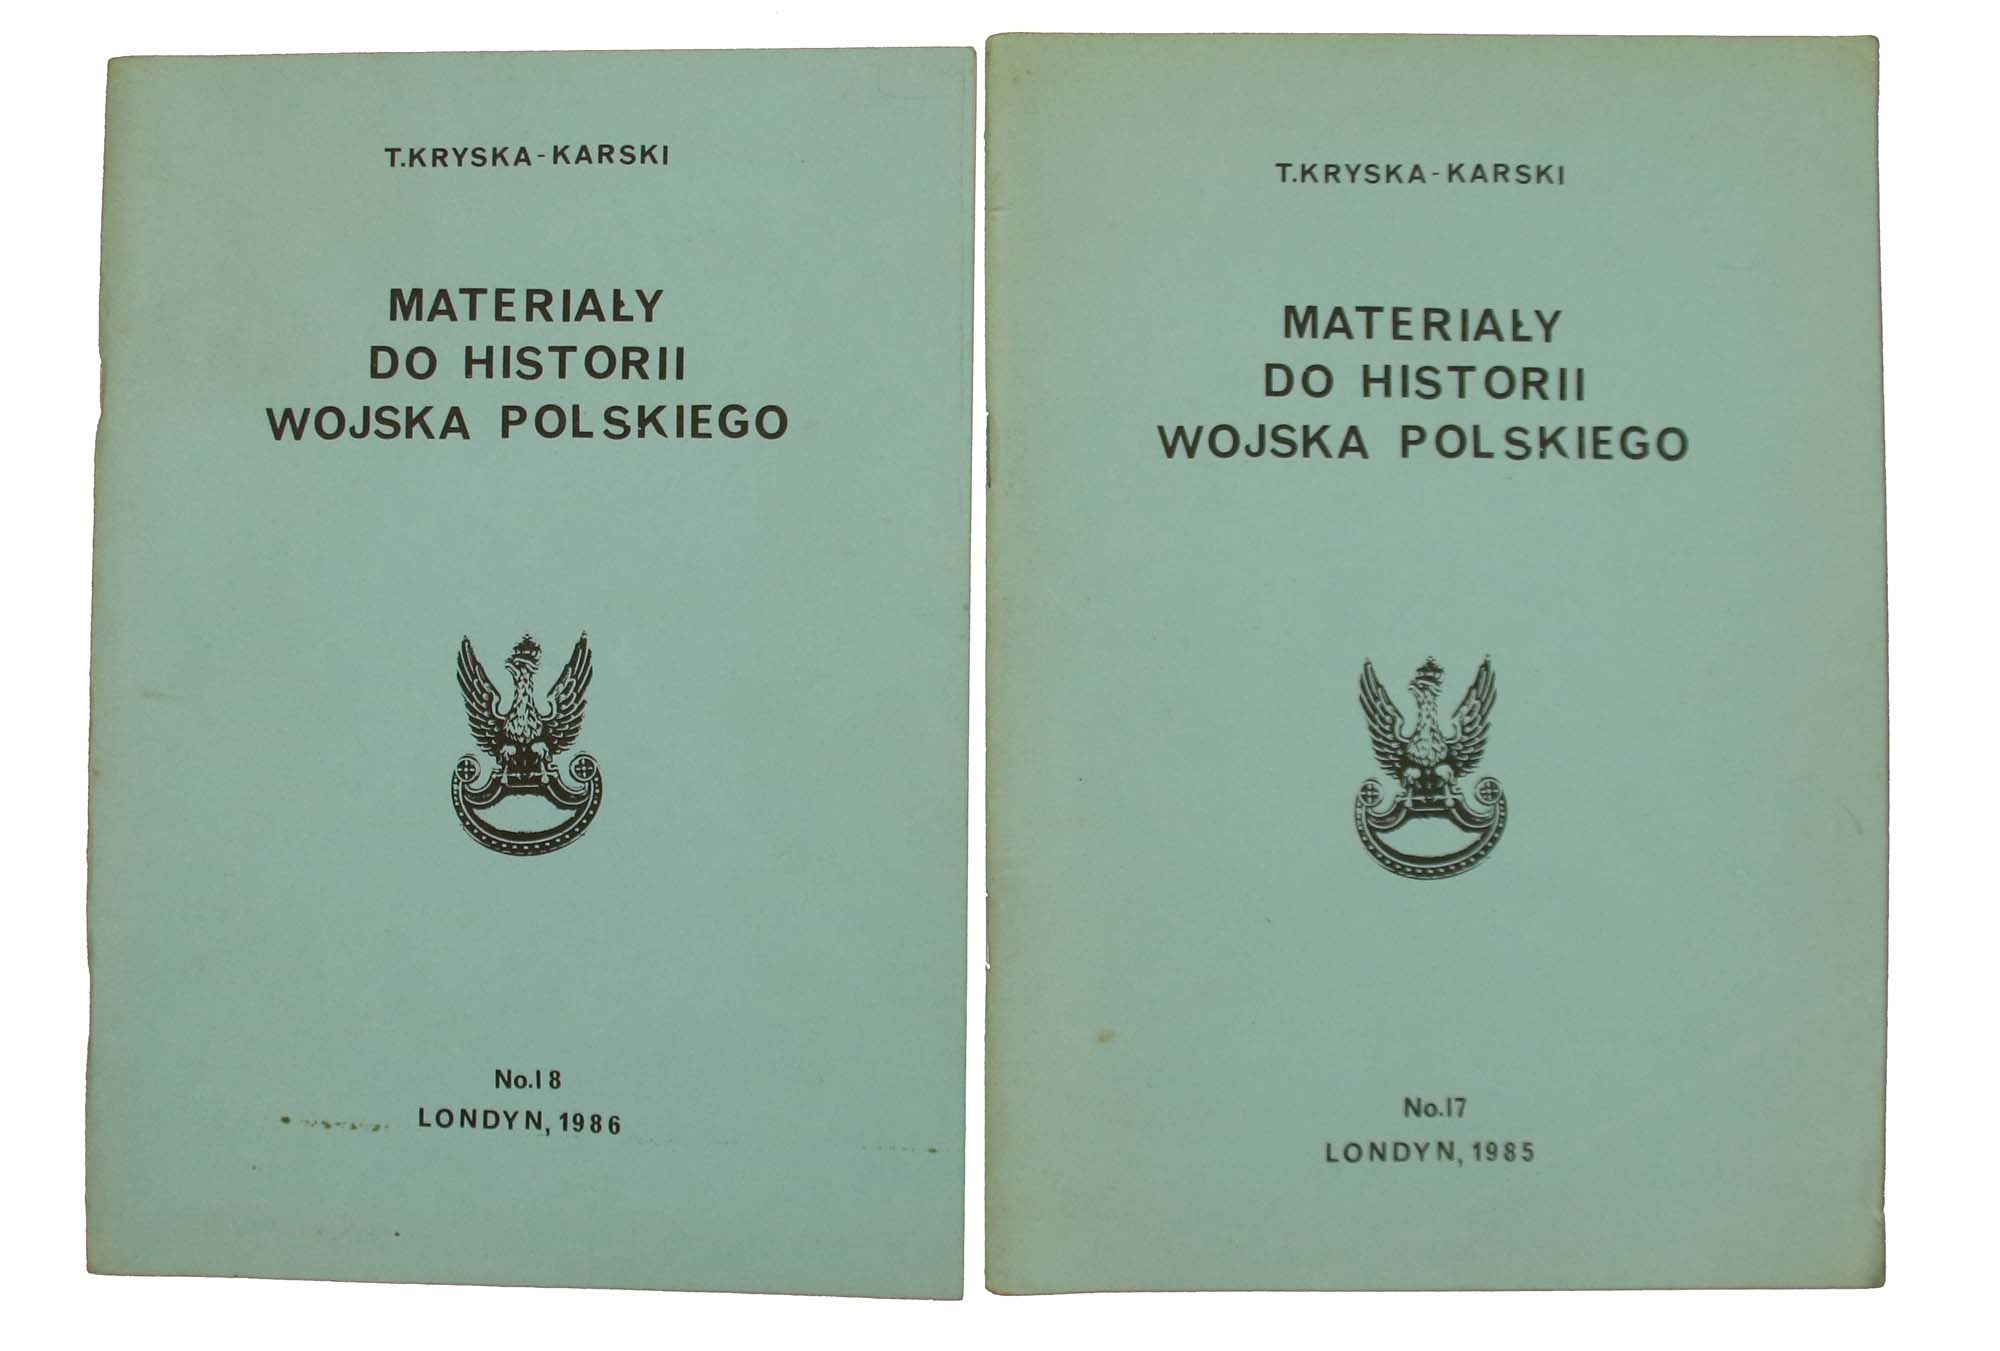 T.KRYSKA-KARSKI
MATERIAŁY
DO HISTORII
WOJSKA POLSKIEGO
No.18
LONDYN, 1986
T.KRYSKA-KARSKI
MATERIAŁY
DO HISTORII
WOJSKA POLSKIEGO
No.17
LONDYN, 1985